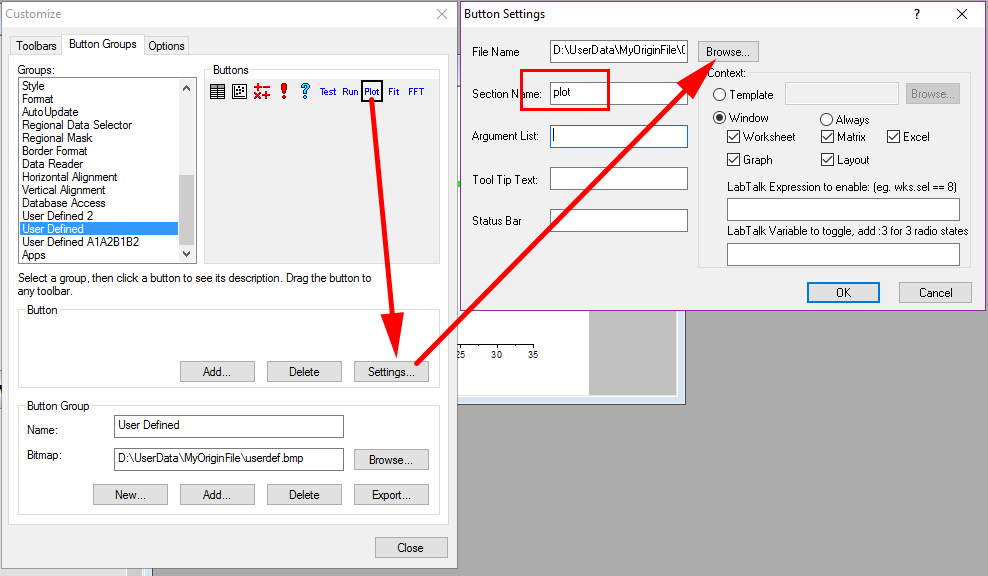 Customize
Toolbars
Button Groups
Options
Groups:
Style
Format
AutoUpdate
Regional Data Selector
Regional Mask
Border Format
Data Reader
Horizontal Alignment
Vertical Alignment
Database Access
User Defined 2
User Defined
User Defined A1A2B1B2
Apps
Buttons
Test Run Plot Fit FFT
Select a group, then click a button to see its description. Drag the button to
any toolbar.
Button
Add...
Delete
Settings...
Button Group
Name:
User Defined
Bitmap:
D:\UserData\MyOriginFile\userdef.bmp
Browse...
New...
Add...
Delete
Export...
Close
Button Settings
?
File Name
D:\UserData\MyOriginFile\
Browse...
Section Name:
plot
Argument List:
Tool Tip Text:
Status Bar
Context:
Template
Browse...
Window
Always
Worksheet
Matrix
Excel
Graph
Layout
LabTalk Expression to enable: (eg. wks.sel == 8)
LabTalk Variable to toggle, add :3 for 3 radio states
OK
Cancel
25
30
35